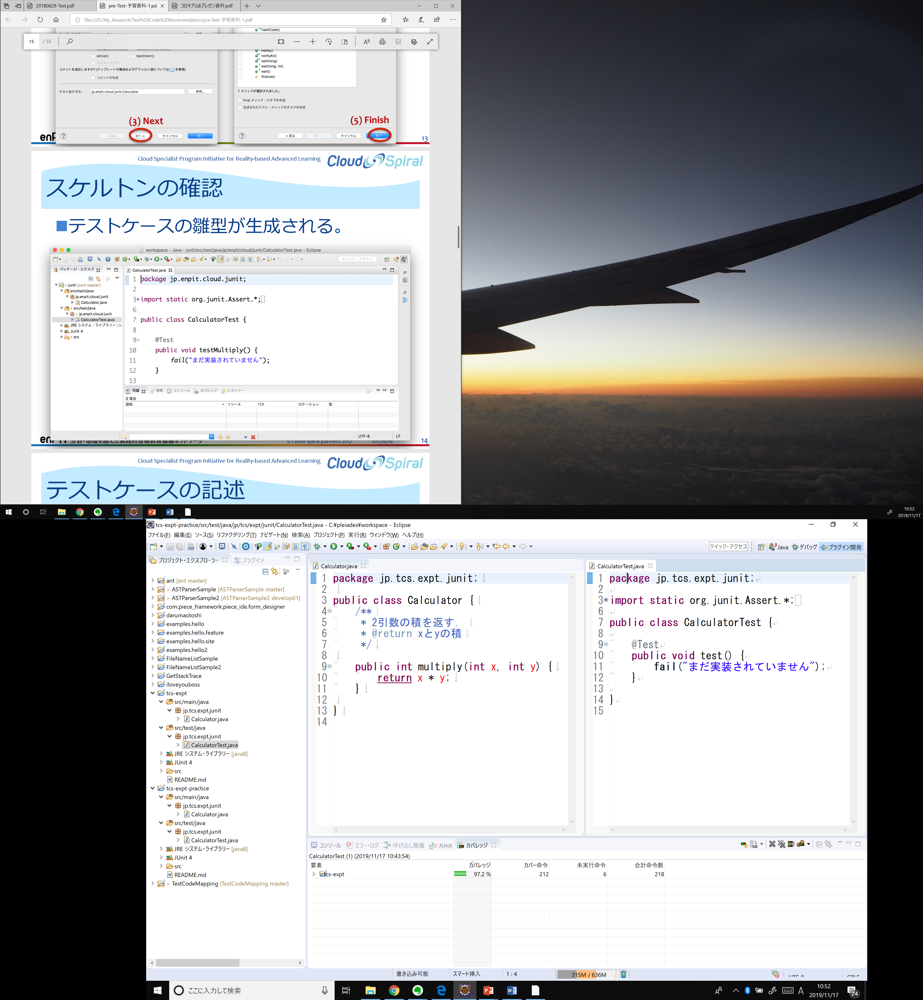 20180629-Test.pdf
pre-Test-予習資料-1.pd
コロキアムBプレゼン資料.pdf
file:///D:/My_Research/Test%20Code%20Recomendation/pre-Test-予習資料-1.pdf
15 / 33
hashCode()
notify()
setUp() tearDown()
notifyAll()
コンストラクター
wait(long)
wait(long, int)
コメントを追加しますか? (テンプレートの構成およびデフォルト値についてはここを参照)
wait()
コメントの生成
finalize()
テスト元クラス: jp.enpit.cloud.junit.Calculator 参照...
1 メソッドが選択されました。
final メソッド・スタブを作成
生成されたテスト・メソッドのタスクを作成
(3) Next
(5) Finish
< 戻る 次へ > キャンセル 完了
< 戻る 次へ > キャンセル 完了
13
Cloud Specialist Program Initiative for Reality-based Advanced Learning
Cloud Spiral
スケルトンの確認
■テストケースの雛型が生成される。
workspace - Java - junit/src/test/java/jp/enpit/cloud/junit/CalculatorTest.java - Eclipse
クイック・アクセス
パッケージ・エクスプ
CalculatorTest.java
> junit [junit master]
src/main/java
jp.enpit.cloud.junit
Calculator.java
> src/test/java
> jp.enpit.cloud.junit
CalculatorTest.java
JRE システム・ライブラリー
JUnit 4
> src
1 package jp.enpit.cloud.junit;
2
3 import static org.junit.Assert.*;
6
7 public class CalculatorTest {
8
9 @Test
10 public void testMultiply() {
11 fail("まだ実装されていません");
12 }
13
問題 検索 コンソール カバレッジ ヒストリー
0 項目
説明 リソース パス ロケーション 型
UTF-8 LF
© Cloud Spiral partners 2017 2017/6/16 14
Cloud Specialist Program Initiative for Reality-based Advanced Learning
Cloud Spiral
テストケースの記述
10:52
2019/11/17
tcs-expt-practice/src/test/java/jp/tcs/expt/junit/CalculatorTest.java - C:¥pleiades¥workspace - Eclipse
ファイル(F) 編集(E) ソース(S) リファクタリング(T) ナビゲート(N) 検索(A) プロジェクト(P) 実行(R) ウィンドウ(W) ヘルプ(H)
クイック・アクセス Java デバッグ プラグイン開発
プロジェクト・エクスプローラー プラグイン
ant [ant master]
> ASTParserSample [ASTParserSample master]
> ASTParserSample2 [ASTParserSample2 develop01]
com.piece_framework.piece_ide.form_designer
darumaotoshi
examples.hello
examples.hello.feature
examples.hello.site
examples.hello2
FileNameListSample
FileNameListSample2
GetStackTrace
iloveyouboss
tcs-expt
src/main/java
jp.tcs.expt.junit
Calculator.java
src/test/java
jp.tcs.expt.junit
CalculatorTest.java
JRE システム・ライブラリー [java8]
JUnit 4
src
README.md
tcs-expt-practice
src/main/java
jp.tcs.expt.junit
Calculator.java
src/test/java
jp.tcs.expt.junit
CalculatorTest.java
JRE システム・ライブラリー [java8]
JUnit 4
src
README.md
> TestCodeMapping [TestCodeMapping master]
Calculator.java
1 package jp.tcs.expt.junit;
2
3 public class Calculator {
4 /**
5 * 2引数の積を返す.
6 * @return xとyの積
7 */
8
9 public int multiply(int x, int y) {
10 return x * y;
11 }
12
13 }
14
CalculatorTest.java
1 package jp.tcs.expt.junit;
2
3 import static org.junit.Assert.*;
6
7 public class CalculatorTest {
8
9 @Test
10 public void test() {
11 fail("まだ実装されていません");
12 }
13
14 }
15
コンソール エラー・ログ 呼び出し階層 JUnit カバレッジ
CalculatorTest (1) (2019/11/17 10:43:54)
要素 カバレッジ カバー命令 未実行命令 合計命令数
tcs-expt 97.2 % 212 6 218
書き込み可能 スマート挿入 1 : 4 315M / 636M UTF-8 CRLF
ここに入力して検索
A 10:52
2019/11/17
24